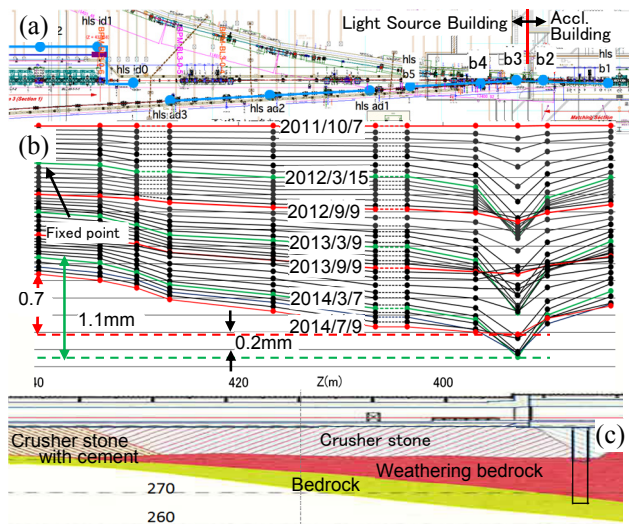 (a)
hls id1
Light Source Building
Accl.
Building
hls id0
hls ad3
hls ad2
hls ad1
hls
b5
b4
b3
b2
hls
b1
Matching Section
(b)
2011/10/7
2012/3/15
2012/9/9
Fixed point
2013/3/9
2013/9/9
2014/3/7
2014/7/9
0.7
1.1mm
0.2mm
40
420
Z(m)
400
(c)
Crusher stone
with cement
Crusher stone
Weathering bedrock
Bedrock
270
260